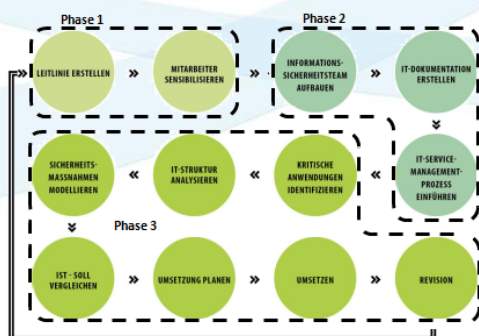 Phase 1
Phase 2
LEITLINIE ERSTELLEN
»
MITARBEITER
SENSIBILISIEREN
»
INFORMATIONS-
SICHERHEITSTEAM
AUFBAUEN
»
IT-DOKUMENTATION
ERSTELLEN
IT-SERVICE-
MANAGEMENT-
PROZESS
EINFÜHREN
«
KRITISCHE
ANWENDUNGEN
IDENTIFIZIEREN
«
IT-STRUKTUR
ANALYSIEREN
«
SICHERHEITS-
MASSNAHMEN
MODELLIEREN
Phase 3
IST - SOLL
VERGLEICHEN
»
UMSETZUNG PLANEN
»
UMSETZEN
»
REVISION